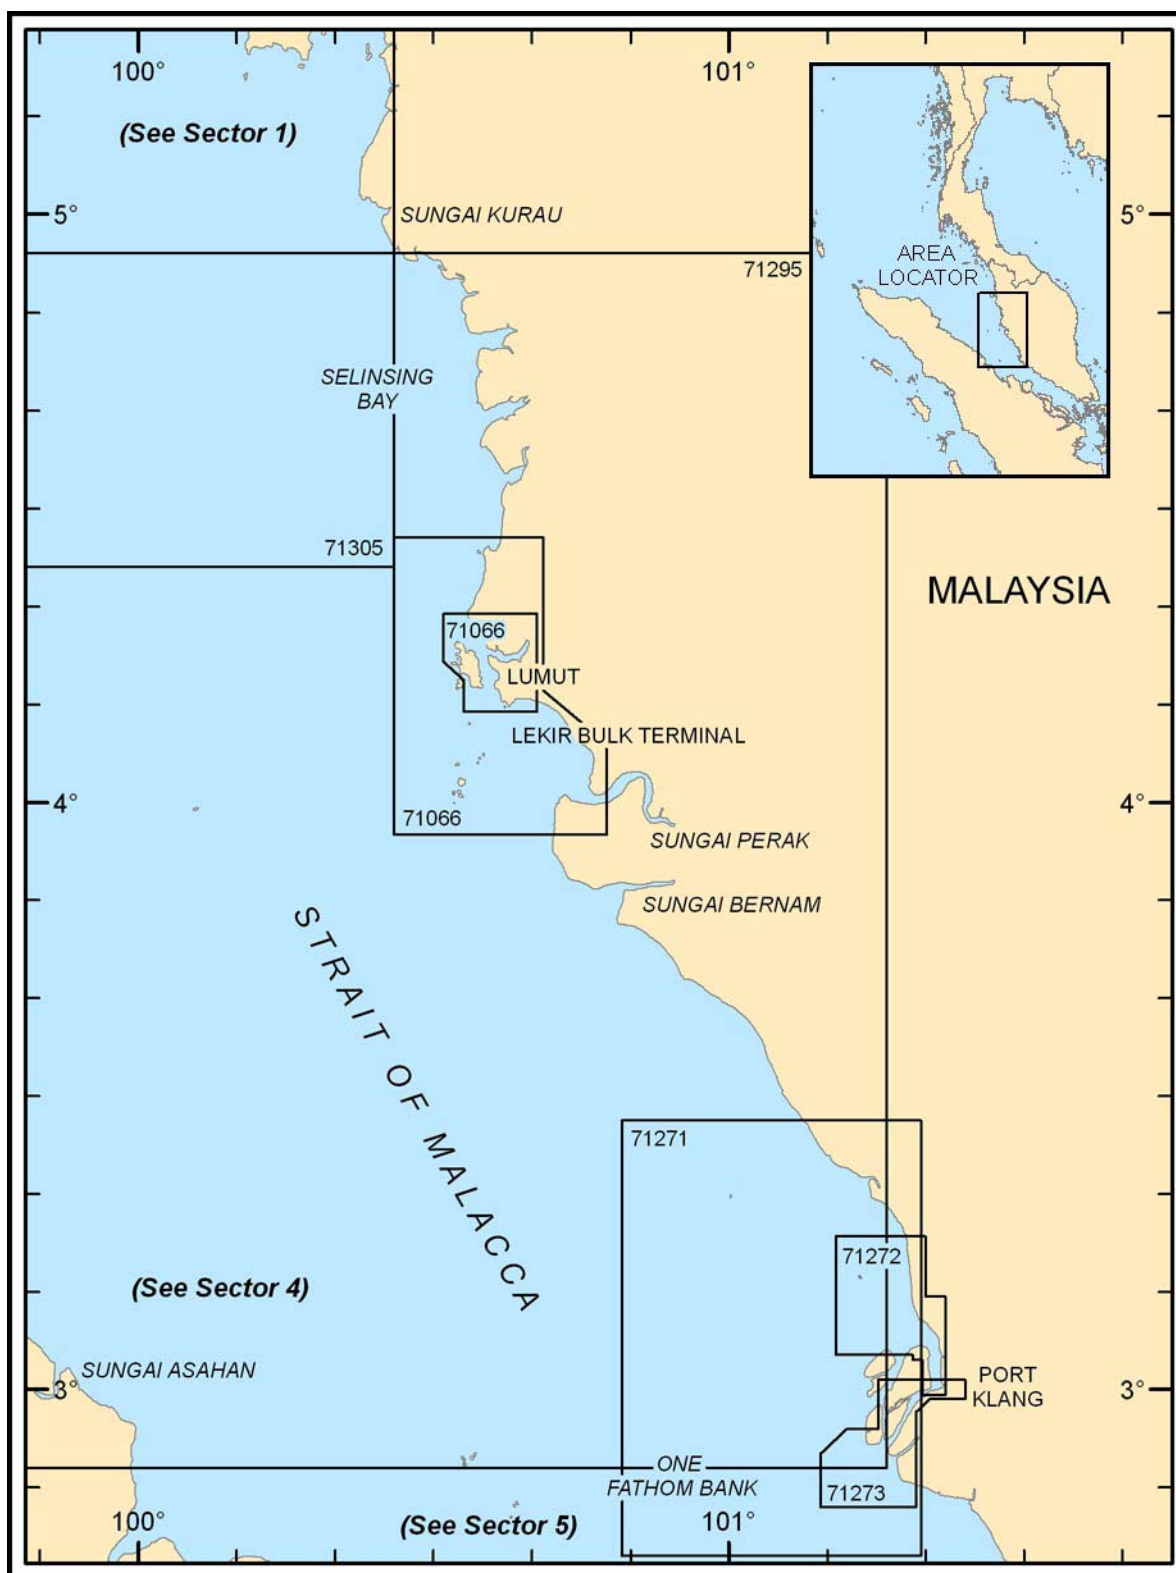 100°
101°
(See Sector 1)
5°
5°
SUNGAI KURAU
AREA
LOCATOR
71295
SELINSING
BAY
71305
MALAYSIA
71066
LUMUT
LEKIR BULK TERMINAL
4°
4°
71066
SUNGAI PERAK
SUNGAI BERNAM
STRAIT OF MALACCA
71271
71272
(See Sector 4)
SUNGAI ASAHAN
PORT
KLANG
3°
3°
ONE
FATHOM BANK
71273
100°
(See Sector 5)
101°